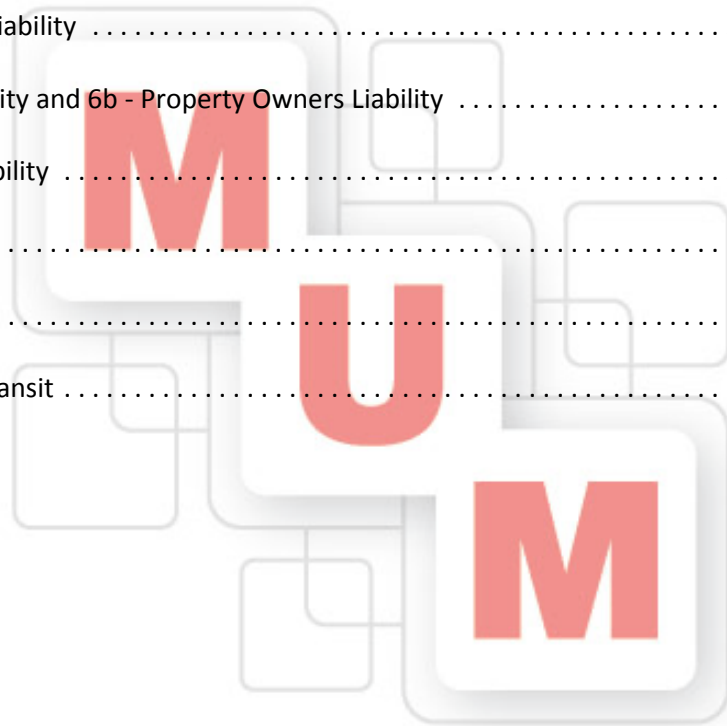 iability ........................................
ity and 6b - Property Owners Liability .................
M
bility ..........................................
..............................................
..............................................
U
ansit ..........................................
M